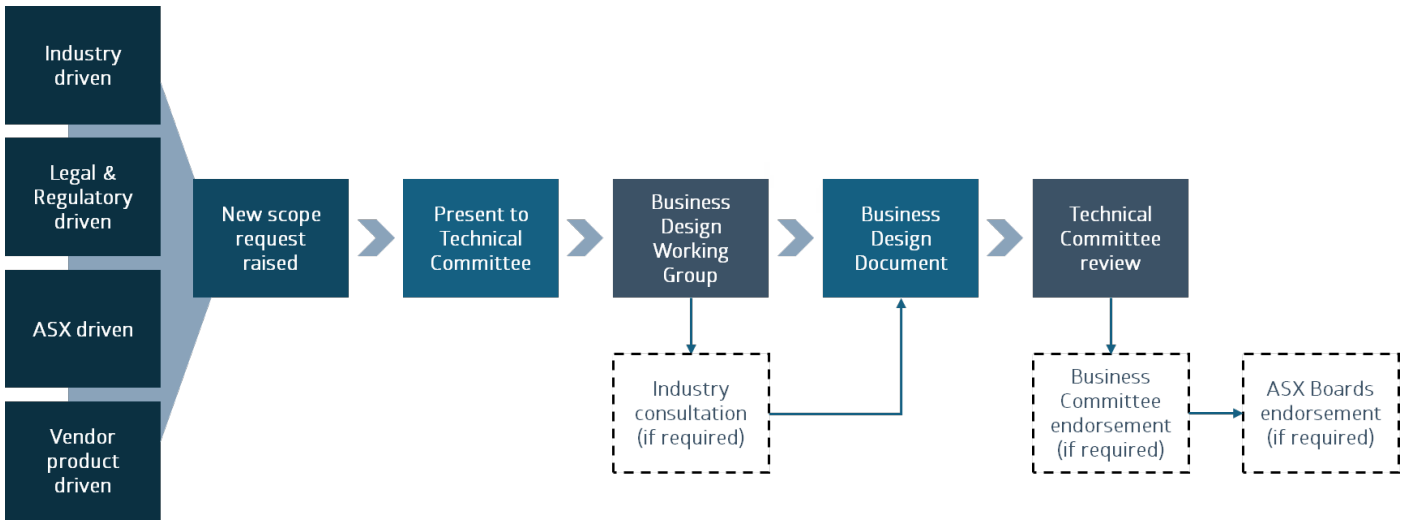 Industry
driven
Legal &
Regulatory
driven
ASX driven
Vendor
product
driven
New scope
request
raised
Present to
Technical
Committee
Business
Design
Working
Group
Industry
consultation
(if required)
Business
Design
Document
Technical
Committee
review
Business
Committee
endorsement
(if required)
ASX Boards
endorsement
(if required)